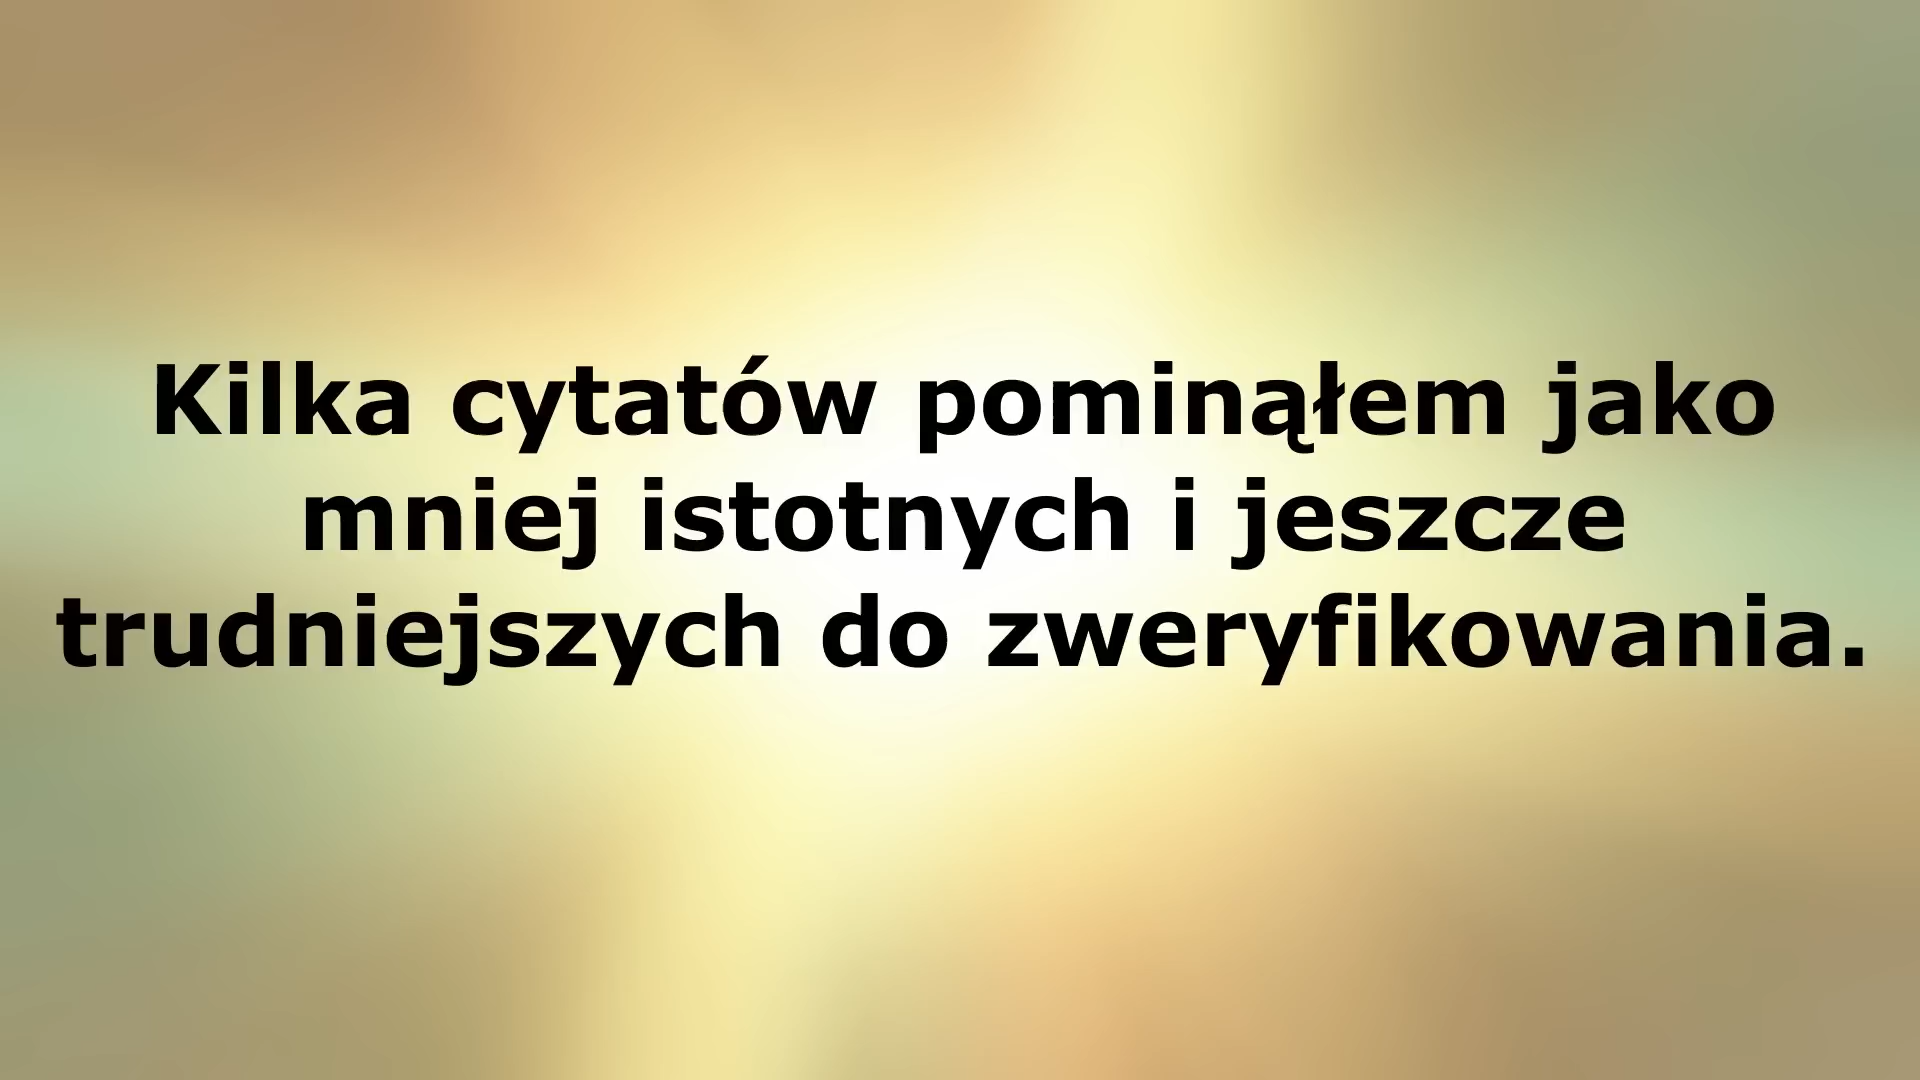 Kilka cytatów pominąłem jako
mniej istotnych i jeszcze
trudniejszych do zweryfikowania.